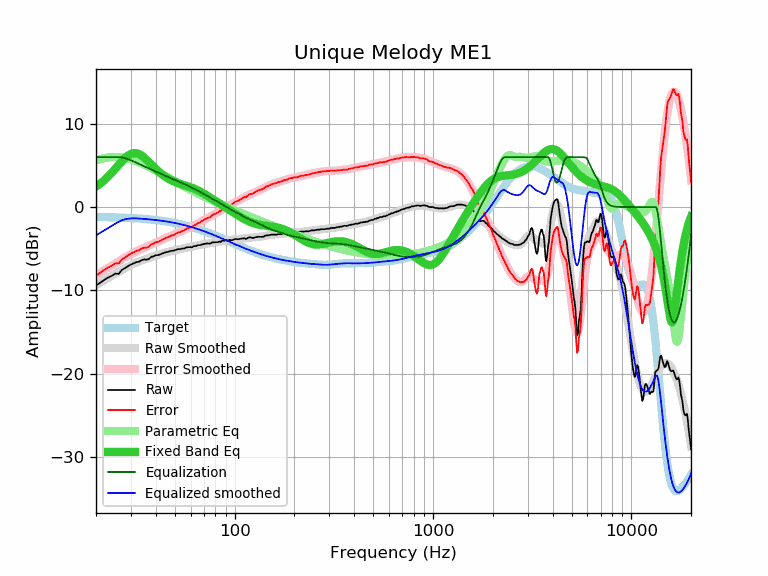 Unique Melody ME1
10
0
−10
−20
−30
Amplitude (dBr)
Target
Raw Smoothed
Error Smoothed
Raw
Error
Parametric Eq
Fixed Band Eq
Equalization
Equalized smoothed
100
1000
10000
Frequency (Hz)